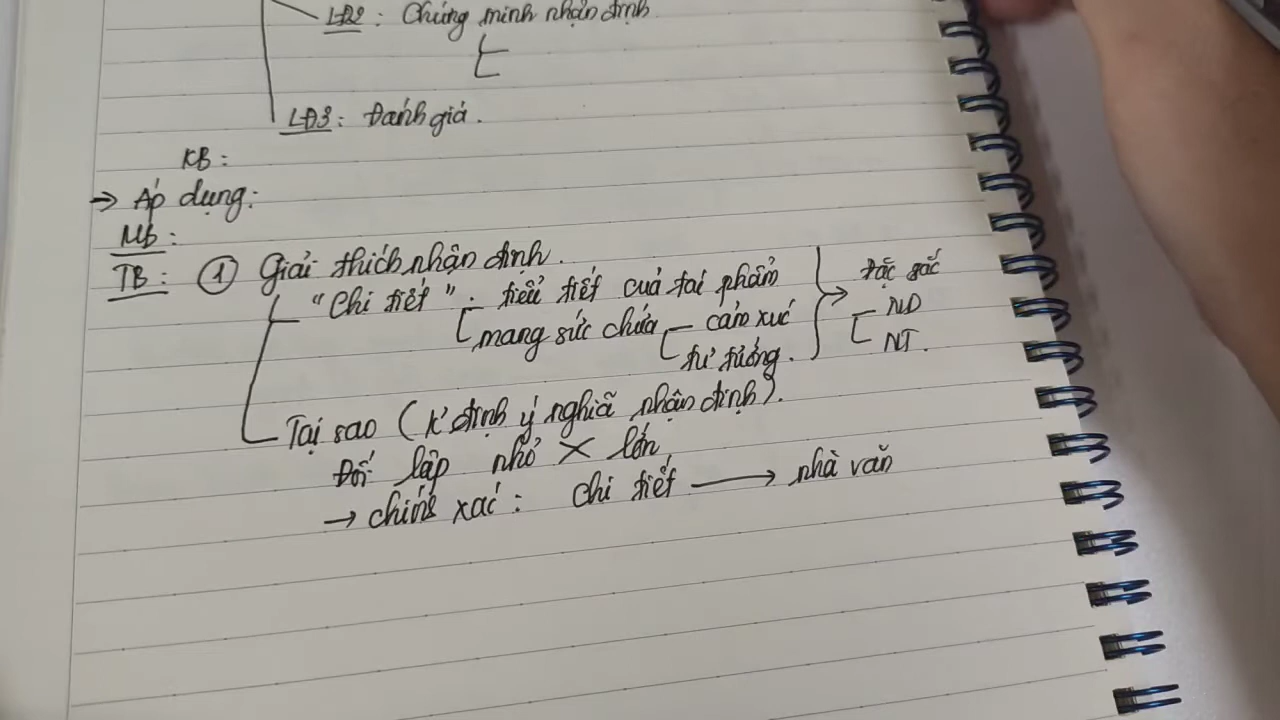 LĐ2: Chứng minh nhận định
LĐ3: Đánh giá.
KB:
→ Áp dụng:
Mb:
TB: ① Giải thích nhận định.
"Chi tiết". tiểu tiết của tác phẩm
mang sức chứa - cảm xúc
tư tưởng.
đặc sắc
ND
NT.
Tại sao (k' định ý nghĩa nhận định).
Đối lập nhỏ × lớn
→ chính xác: chi tiết → nhà văn